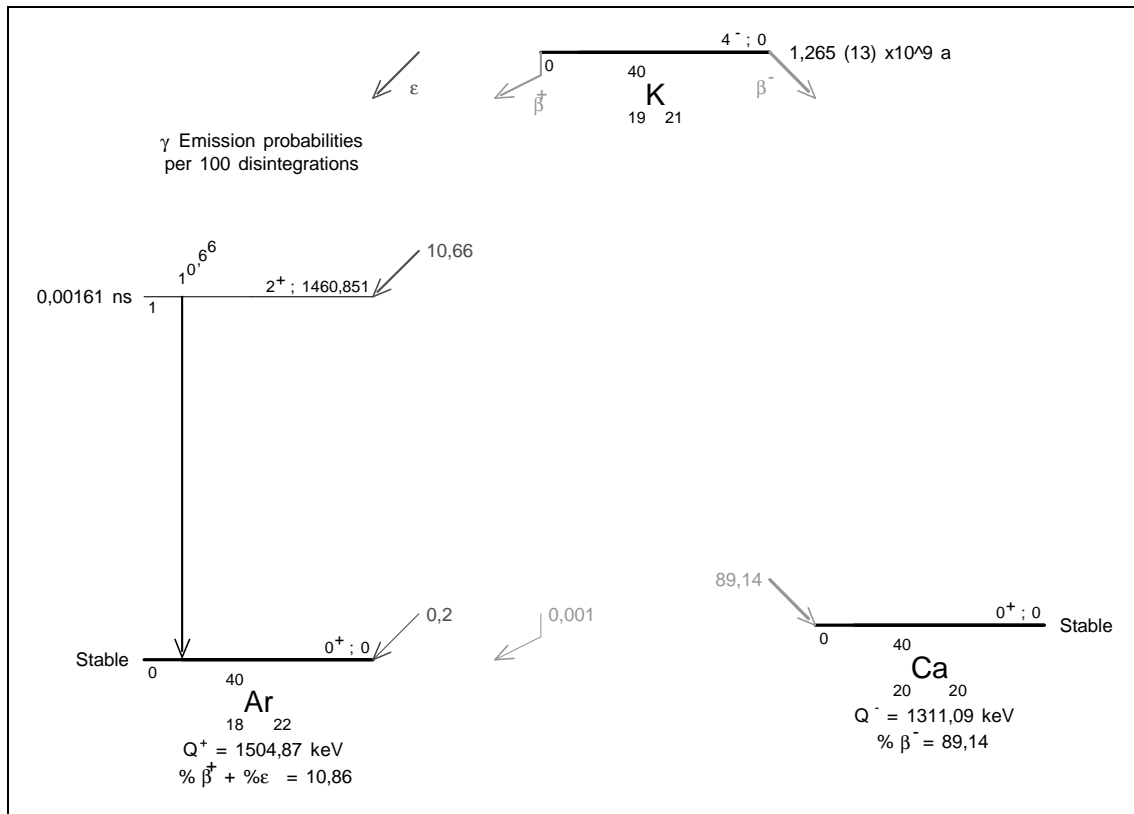 4 - ; 0
1,265 (13) x10^9 a
0
ε
β+
β-
40
K
19 21
γ Emission probabilities
per 100 disintegrations
10,66
10,66
2+ ; 1460,851
0,00161 ns
1
89,14
0,2
0,001
0+ ; 0
Stable
0
40
Ar
18 22
Q+ = 1504,87 keV
% β+ + %ε = 10,86
0+ ; 0
Stable
0
40
Ca
20 20
Q - = 1311,09 keV
% β- = 89,14